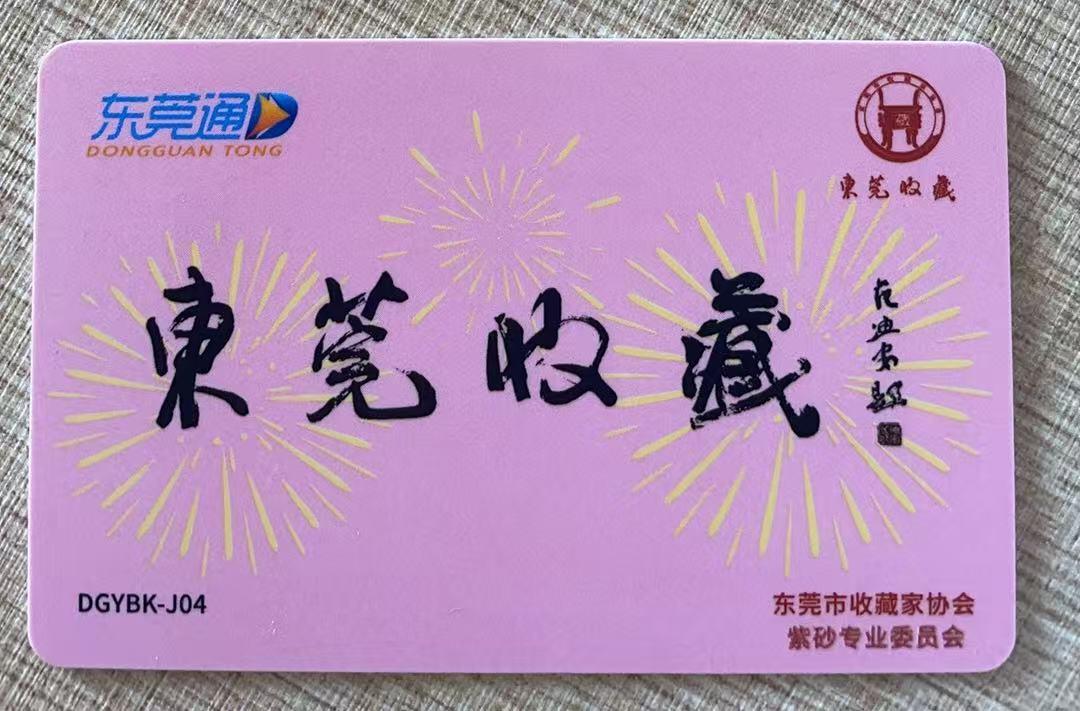 东莞通
DONGGUAN TONG
東莞收藏
東莞收藏
DGYBK-J04
东莞市收藏家协会
紫砂专业委员会